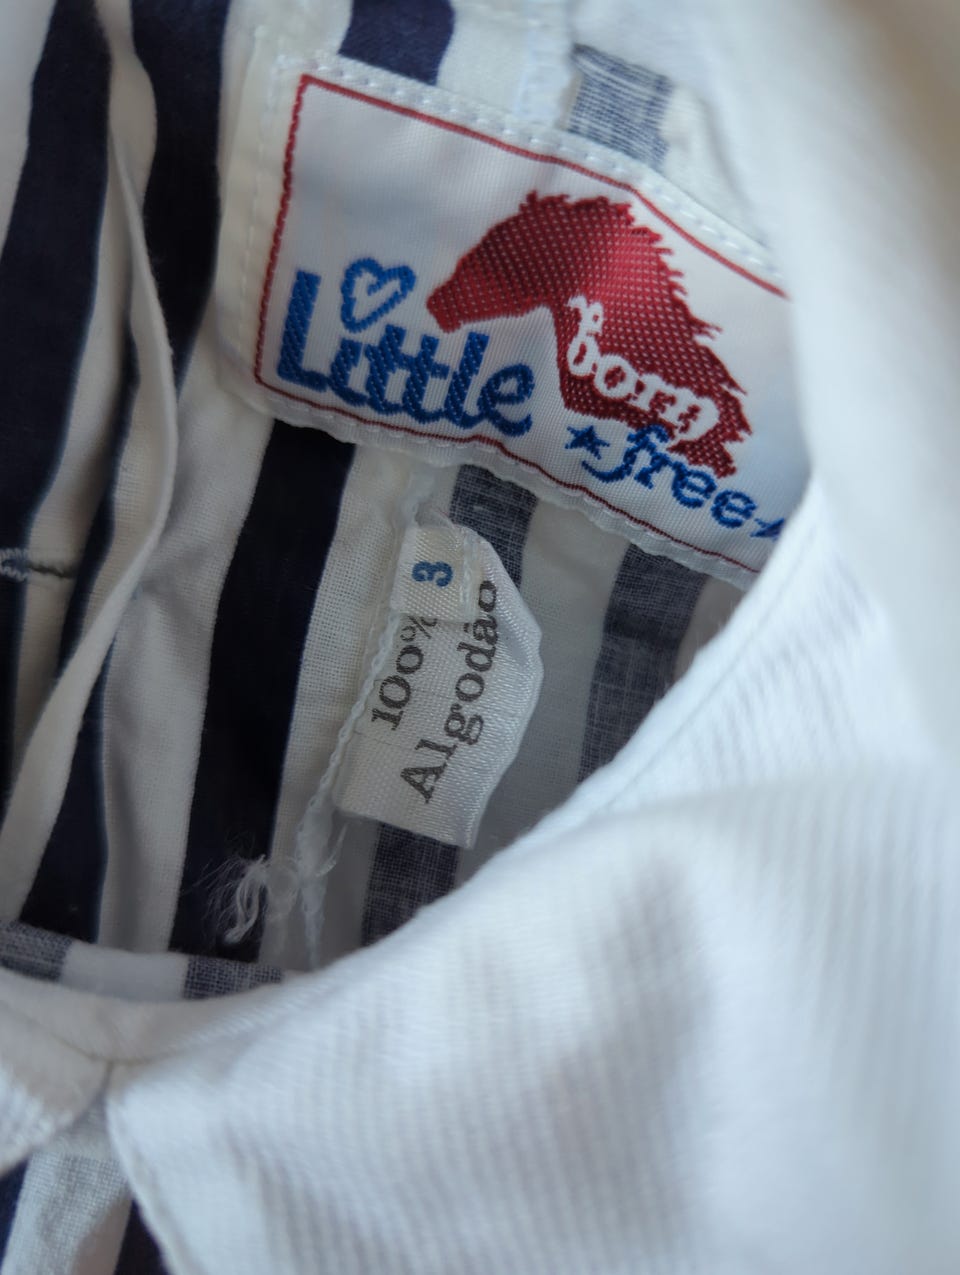 Little
born
free
3
100%
Algodão